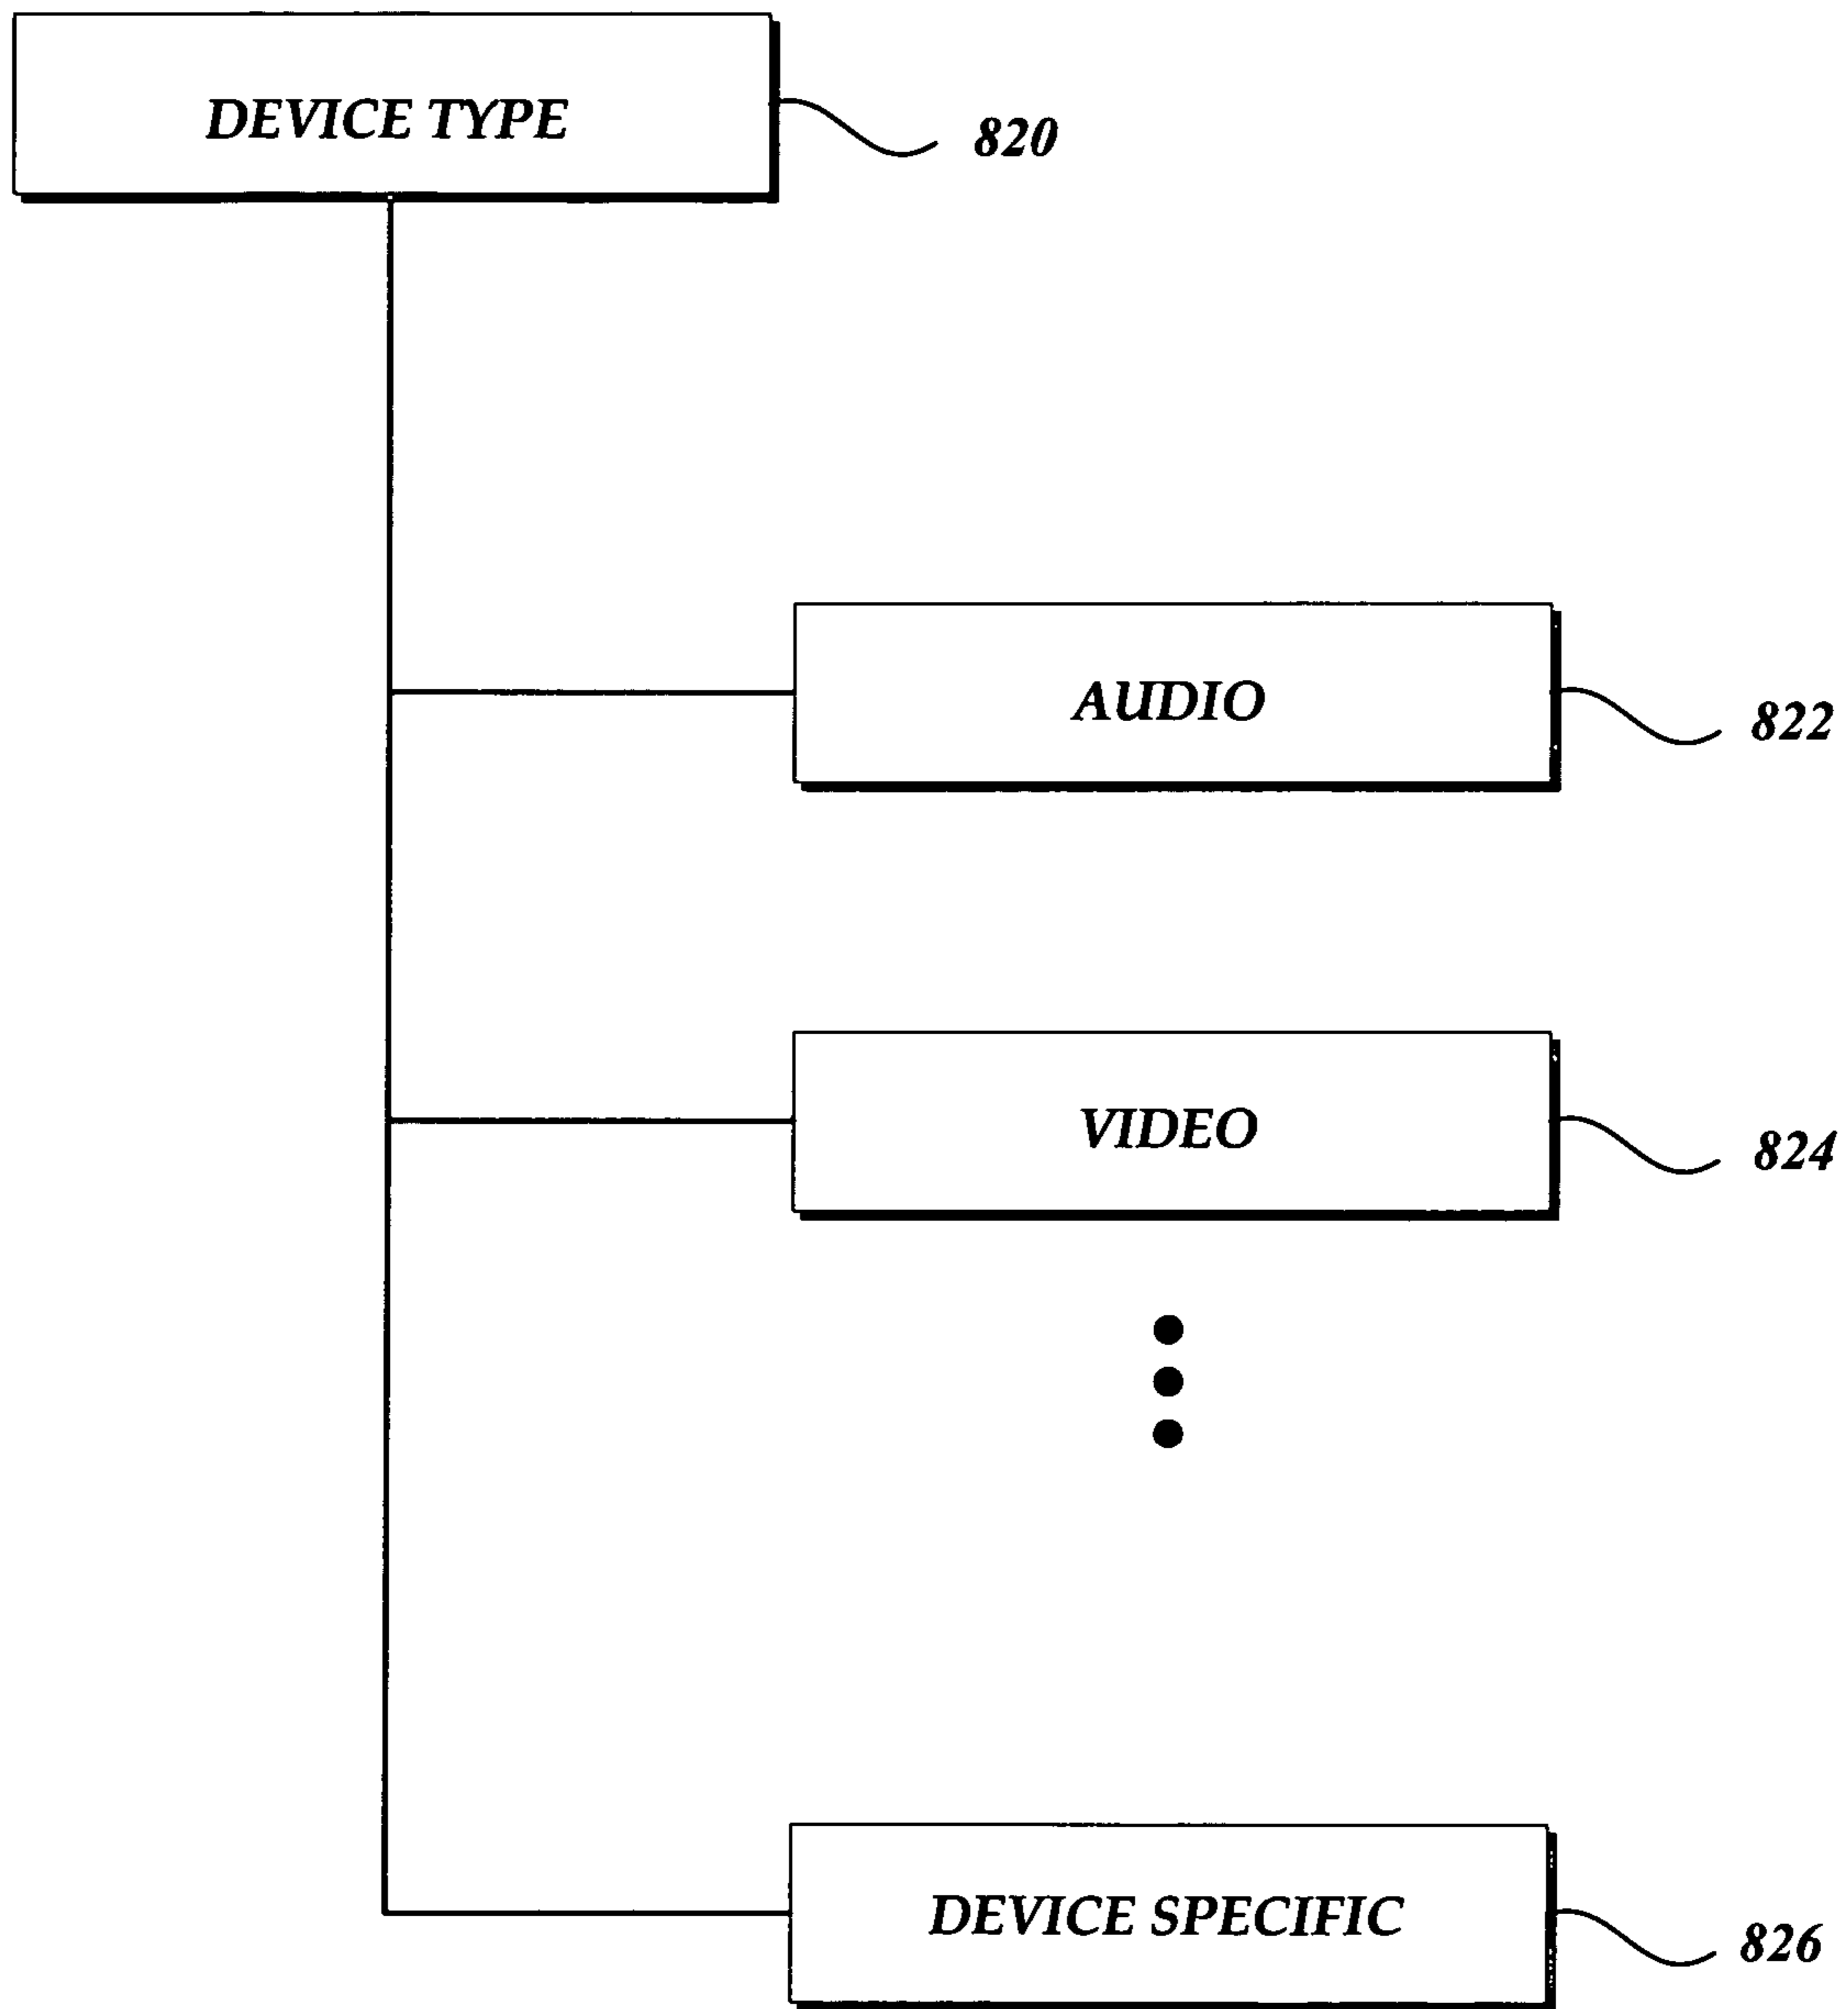 DEVICE TYPE
820
AUDIO
822
VIDEO
824
DEVICE SPECIFIC
826